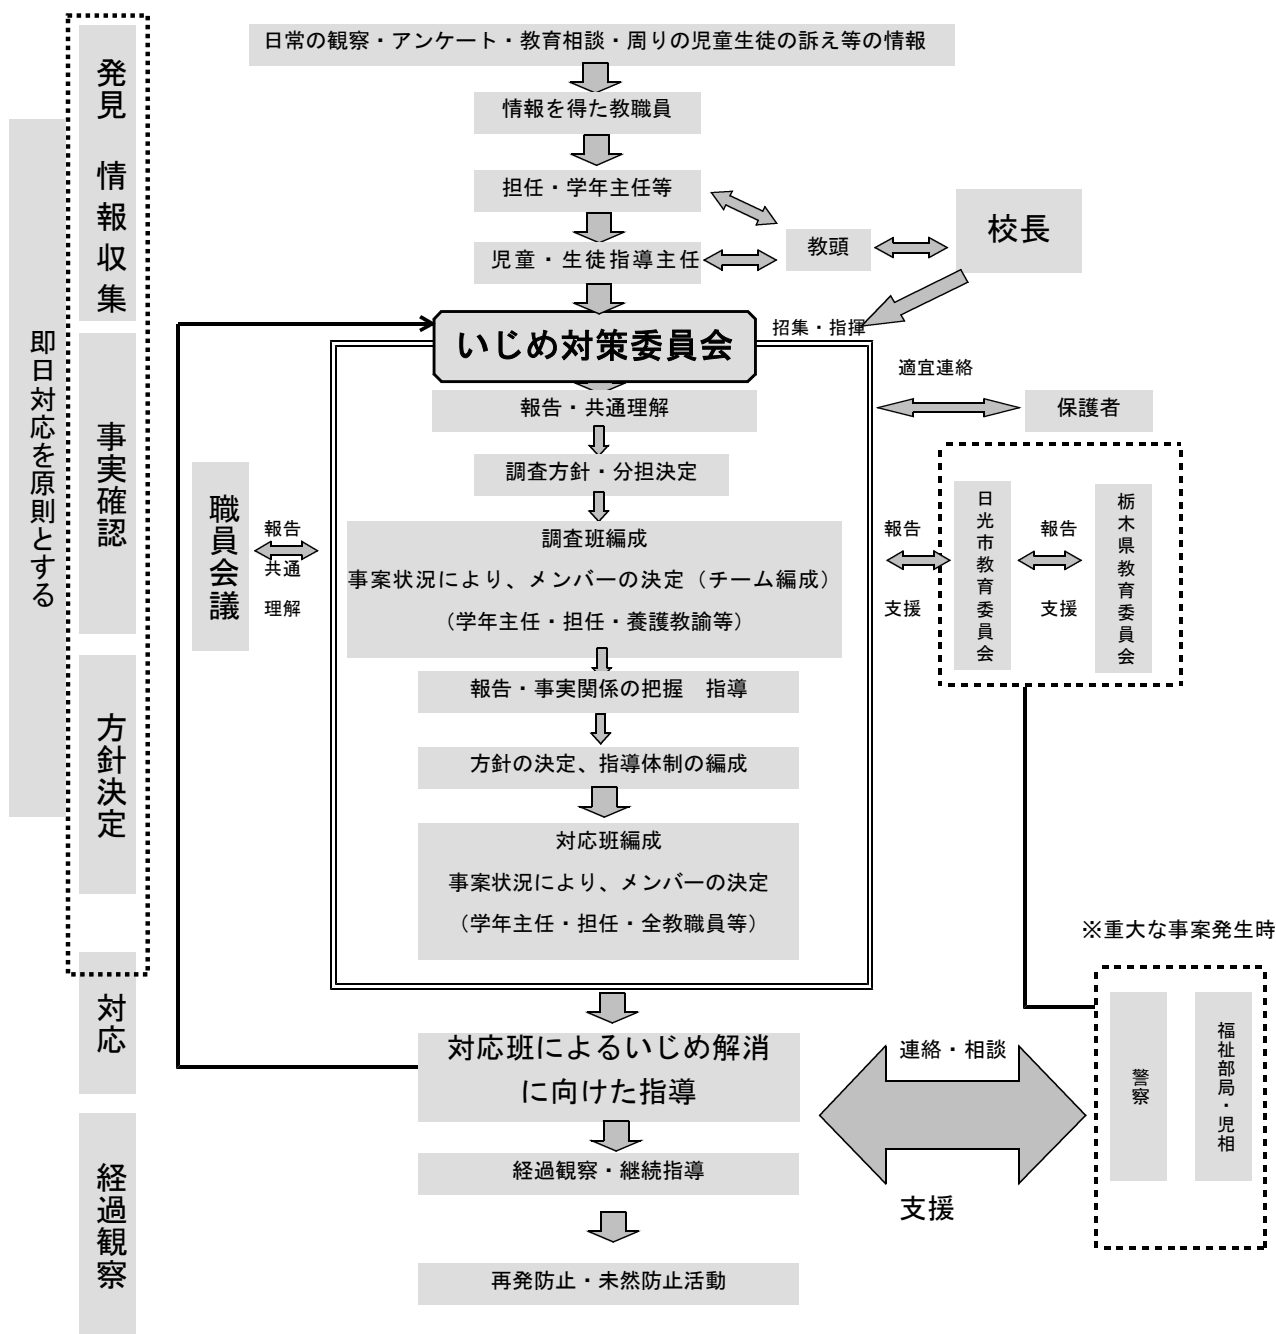 日常の観察・アンケート・教育相談・周りの児童生徒の訴え等の情報
発見 情報収集
情報を得た教職員
担任・学年主任等
校長
教頭
児童・生徒指導主任
招集・指揮
いじめ対策委員会
即日対応を原則とする
事実確認
適宜連絡
保護者
報告・共通理解
調査方針・分担決定
職員会議
報告
共通
理解
調査班編成
事案状況により、メンバーの決定（チーム編成）
（学年主任・担任・養護教諭等）
報告
支援
日光市教育委員会
報告
支援
栃木県教育委員会
方針決定
報告・事実関係の把握　指導
方針の決定、指導体制の編成
対応班編成
事案状況により、メンバーの決定
（学年主任・担任・全教職員等）
※重大な事案発生時
対応
対応班によるいじめ解消
に向けた指導
連絡・相談
支援
警察
福祉部局・児相
経過観察
経過観察・継続指導
再発防止・未然防止活動